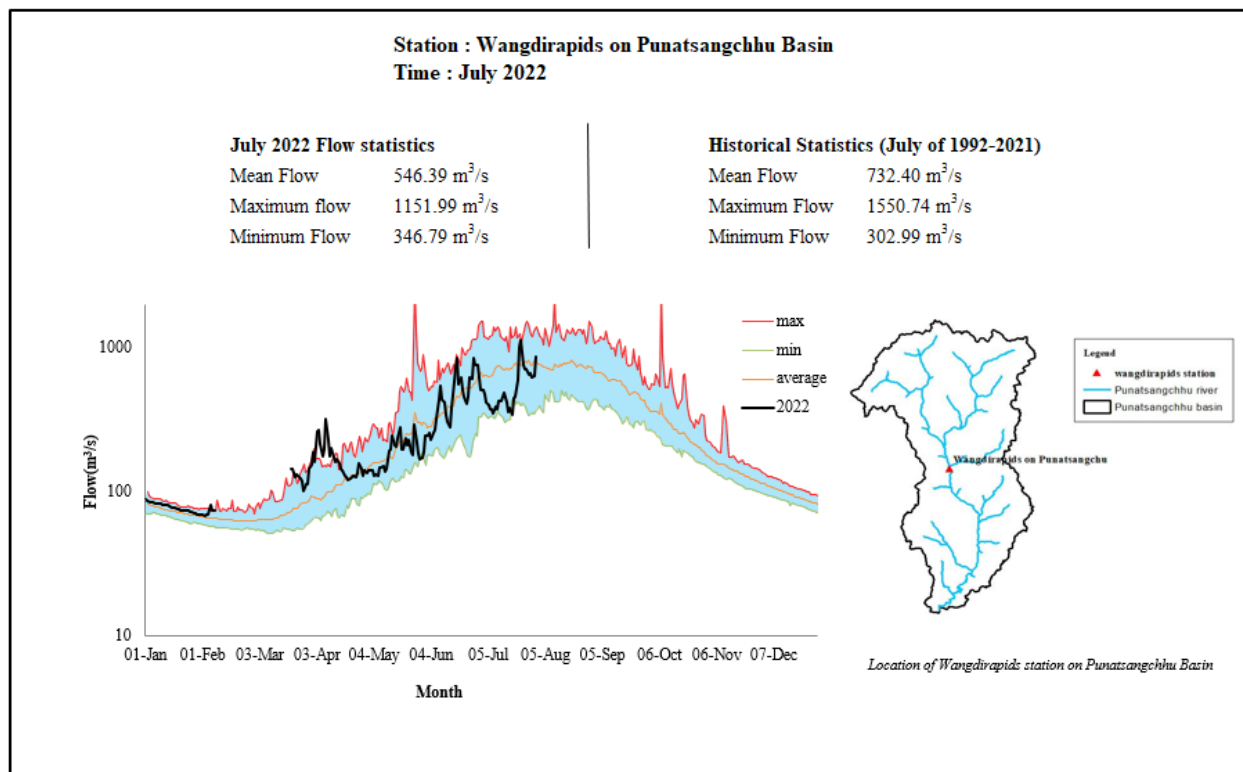 Station : Wangdirapids on Punatsangchhu Basin
Time : July 2022
July 2022 Flow statistics
Mean Flow 546.39 m³/s
Maximum flow 1151.99 m³/s
Minimum Flow 346.79 m³/s
Historical Statistics (July of 1992-2021)
Mean Flow 732.40 m³/s
Maximum Flow 1550.74 m³/s
Minimum Flow 302.99 m³/s
Flow(m³/s)
1000
100
10
01-Jan 01-Feb 03-Mar 03-Apr 04-May 04-Jun 05-Jul 05-Aug 05-Sep 06-Oct 06-Nov 07-Dec
Month
max
min
average
2022
Wangdirapids on Punatsangchu
Legend
wangdirapids station
Punatsangchhu river
Punatsangchhu basin
Location of Wangdirapids station on Punatsangchhu Basin